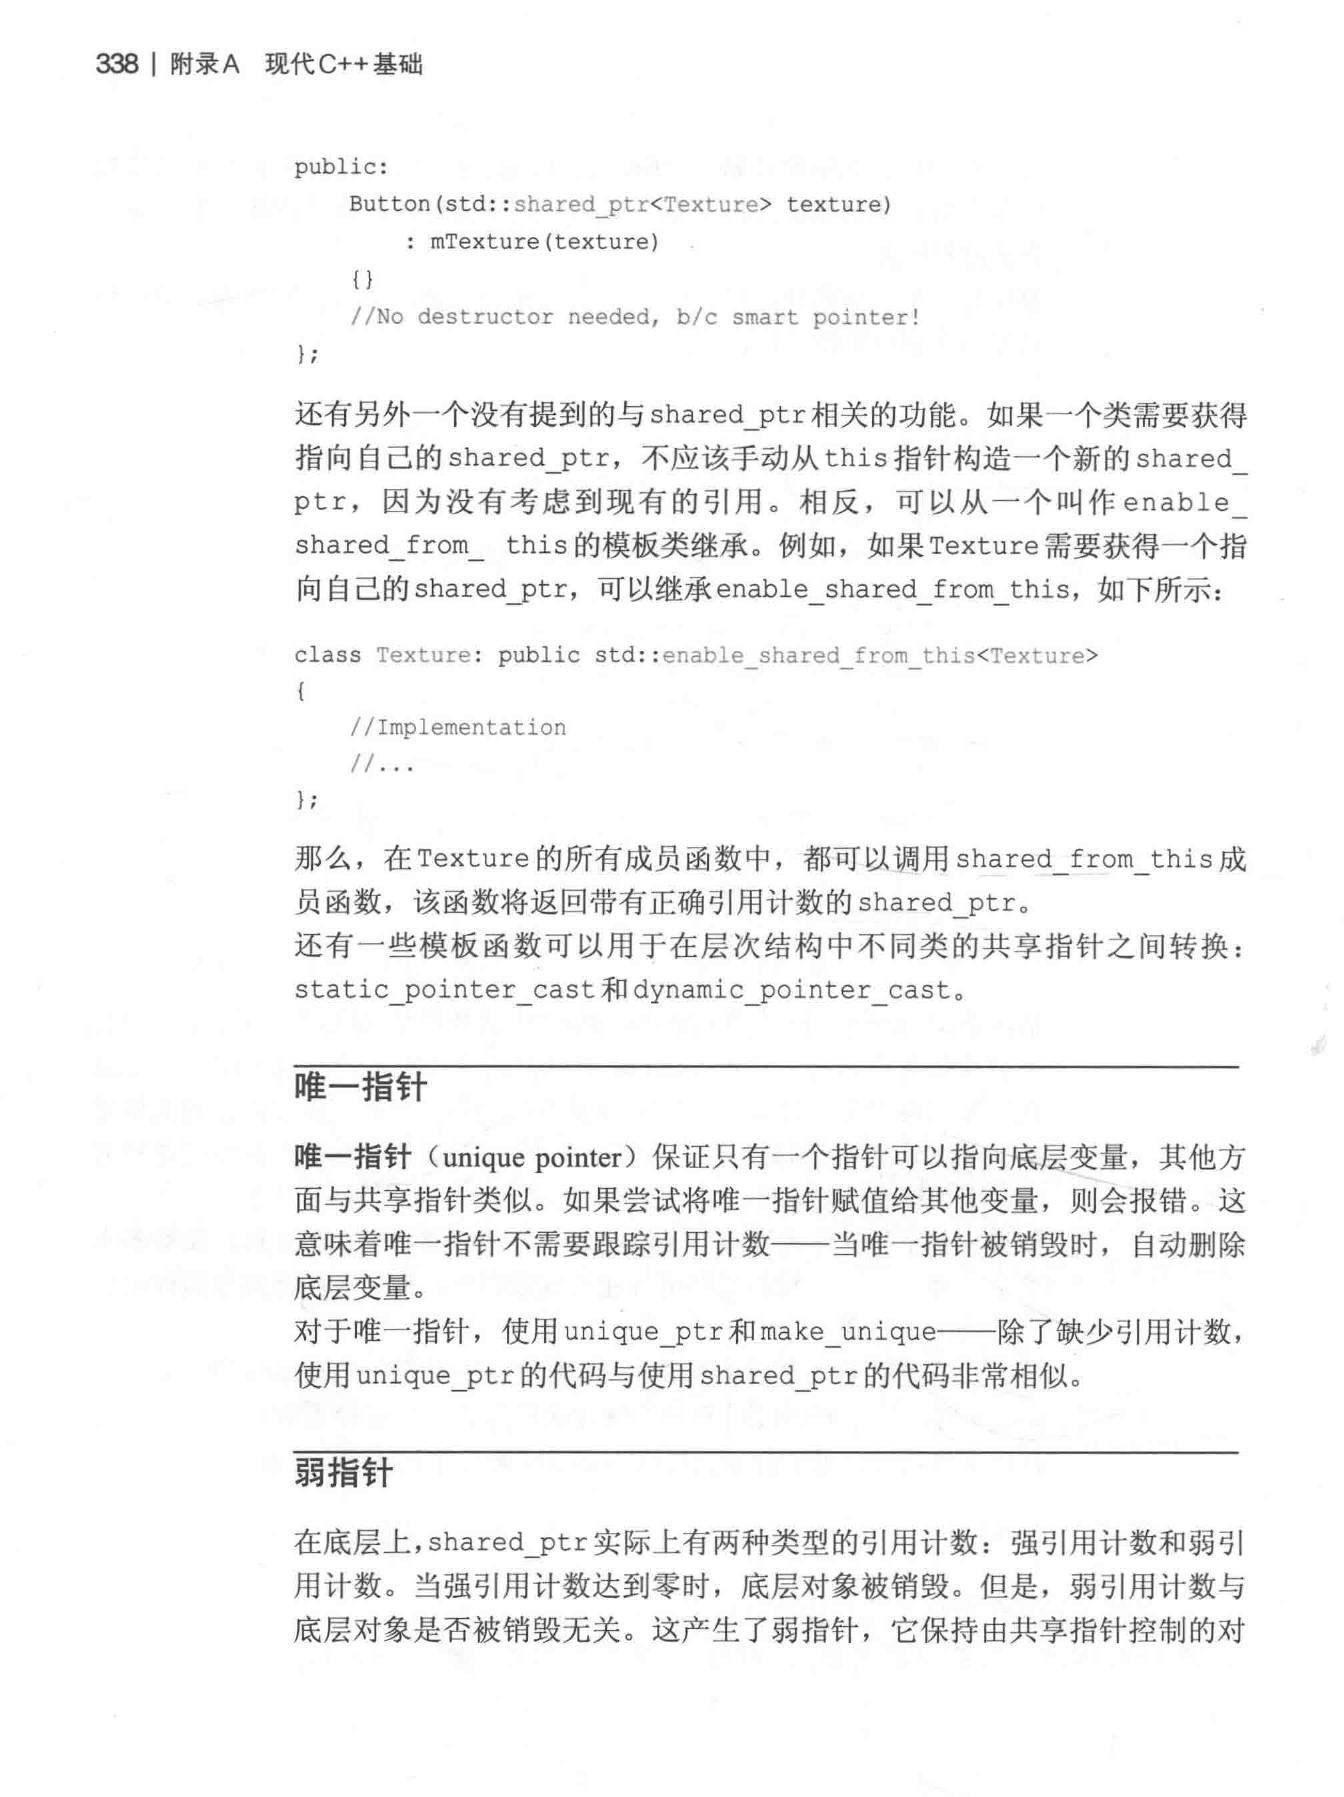 338 | 附录A 现代C++基础
public:
    Button(std::shared_ptr<Texture> texture)
        : mTexture(texture)
    {}
    //No destructor needed, b/c smart pointer!
};
还有另外一个没有提到的与shared_ptr相关的功能。如果一个类需要获得
指向自己的shared_ptr，不应该手动从this指针构造一个新的shared_
ptr，因为没有考虑到现有的引用。相反，可以从一个叫作enable_
shared_from_ this的模板类继承。例如，如果Texture需要获得一个指
向自己的shared_ptr，可以继承enable_shared_from_this，如下所示：
class Texture: public std::enable_shared_from_this<Texture>
{
    //Implementation
    //...
};
那么，在Texture的所有成员函数中，都可以调用shared_from_this成
员函数，该函数将返回带有正确引用计数的shared_ptr。
还有一些模板函数可以用于在层次结构中不同类的共享指针之间转换：
static_pointer_cast和dynamic_pointer_cast。
唯一指针
唯一指针（unique pointer）保证只有一个指针可以指向底层变量，其他方
面与共享指针类似。如果尝试将唯一指针赋值给其他变量，则会报错。这
意味着唯一指针不需要跟踪引用计数——当唯一指针被销毁时，自动删除
底层变量。
对于唯一指针，使用unique_ptr和make_unique——除了缺少引用计数，
使用unique_ptr的代码与使用shared_ptr的代码非常相似。
弱指针
在底层上，shared_ptr实际上有两种类型的引用计数：强引用计数和弱引
用计数。当强引用计数达到零时，底层对象被销毁。但是，弱引用计数与
底层对象是否被销毁无关。这产生了弱指针，它保持由共享指针控制的对